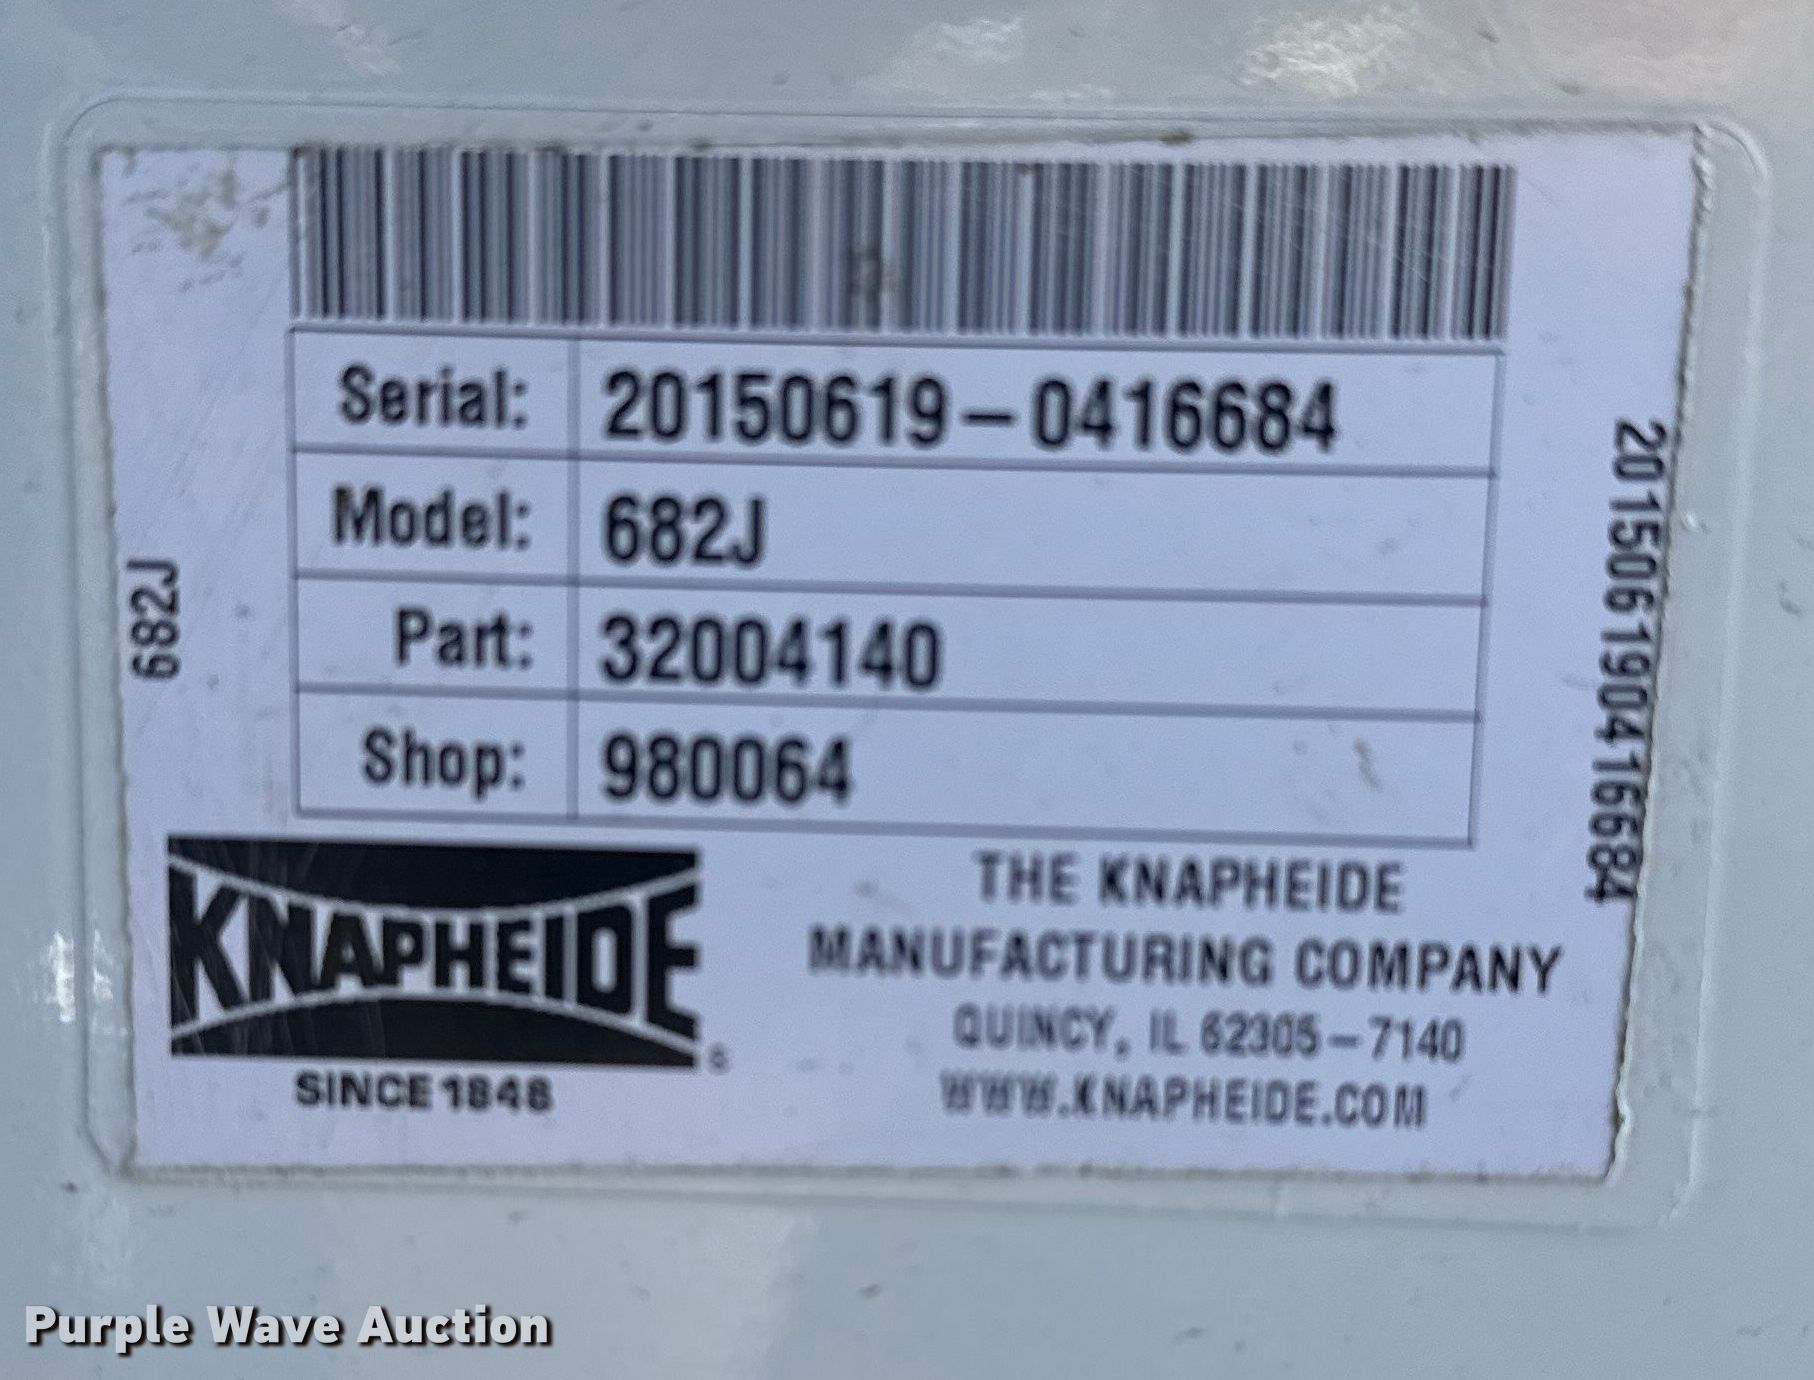 Serial: 20150619-0416684
Model: 682J
Part: 32004140
Shop: 980064
682J
201506190416684
KNAPHEIDE
®
SINCE 1848
THE KNAPHEIDE
MANUFACTURING COMPANY
QUINCY, IL 62305-7140
WWW.KNAPHEIDE.COM
Purple Wave Auction